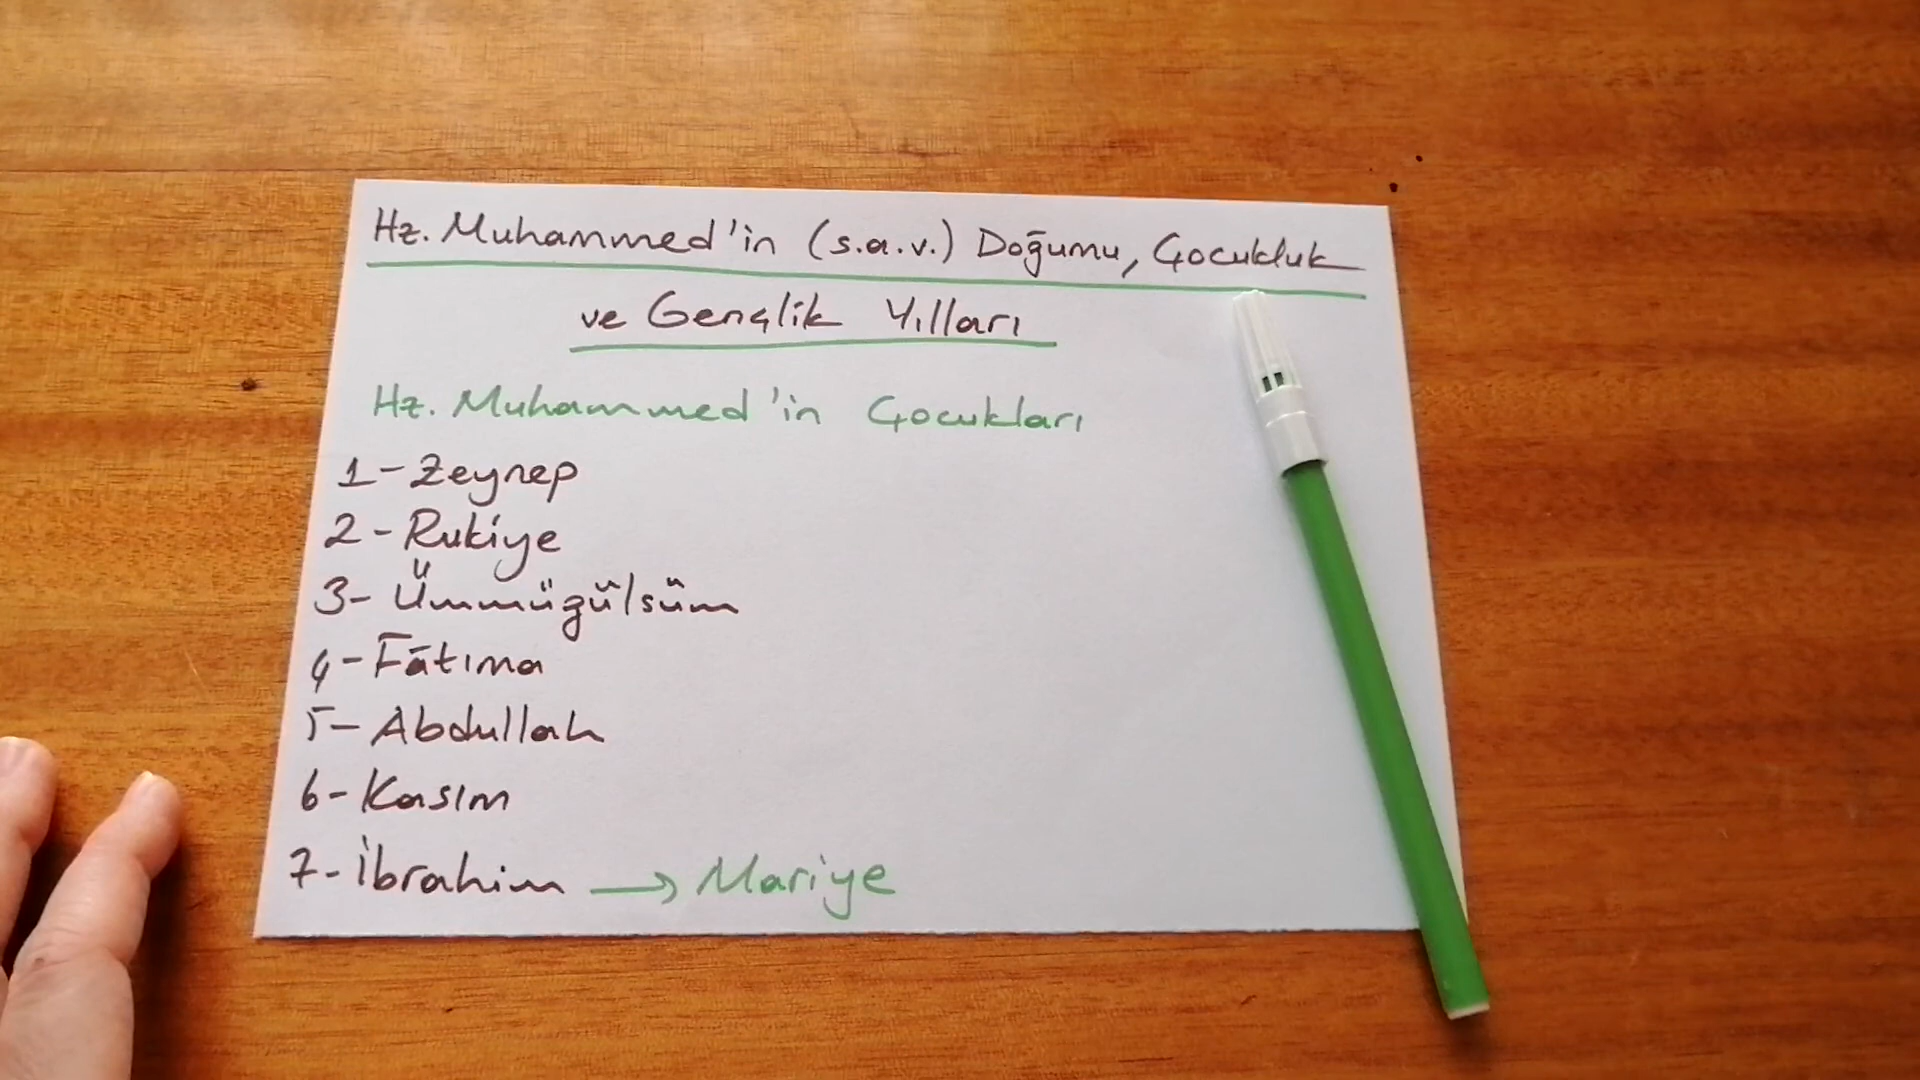 Hz. Muhammed'in (s.a.v.) Doğumu, Çocukluk
ve Gençlik Yılları
Hz. Muhammed'in Çocukları
1- Zeynep
2- Rukiye
3- Ümmügülsüm
4- Fātıma
5- Abdullah
6- Kasım
7- İbrahim → Mariye